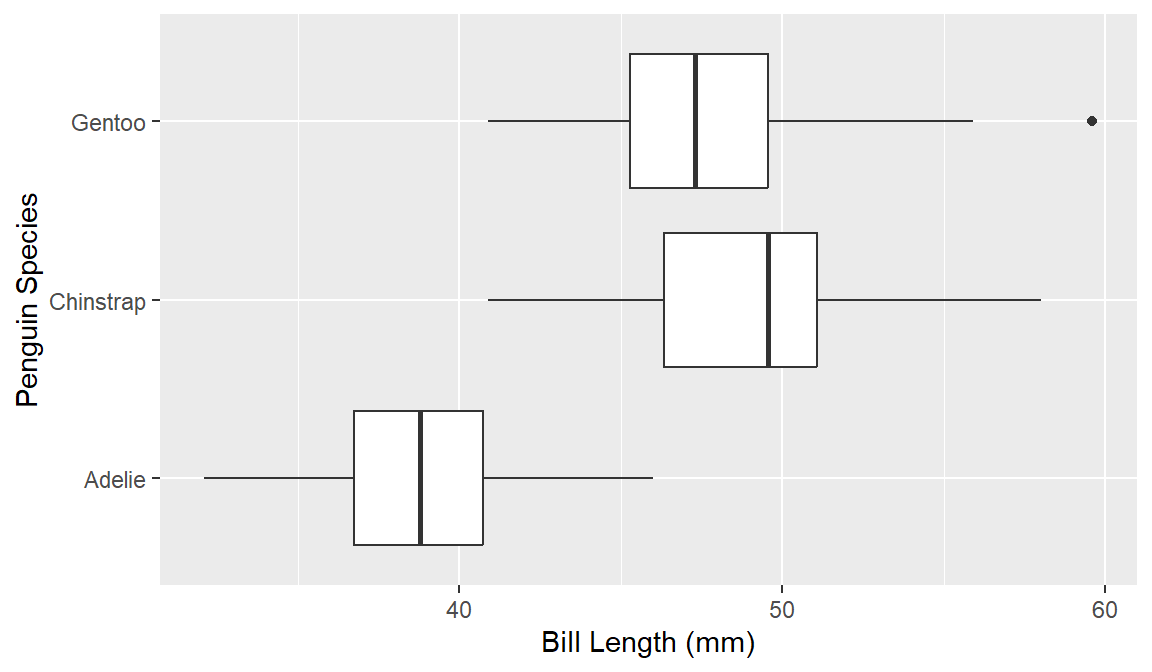 Penguin Species
Gentoo
Chinstrap
Adelie
40 50 60
Bill Length (mm)